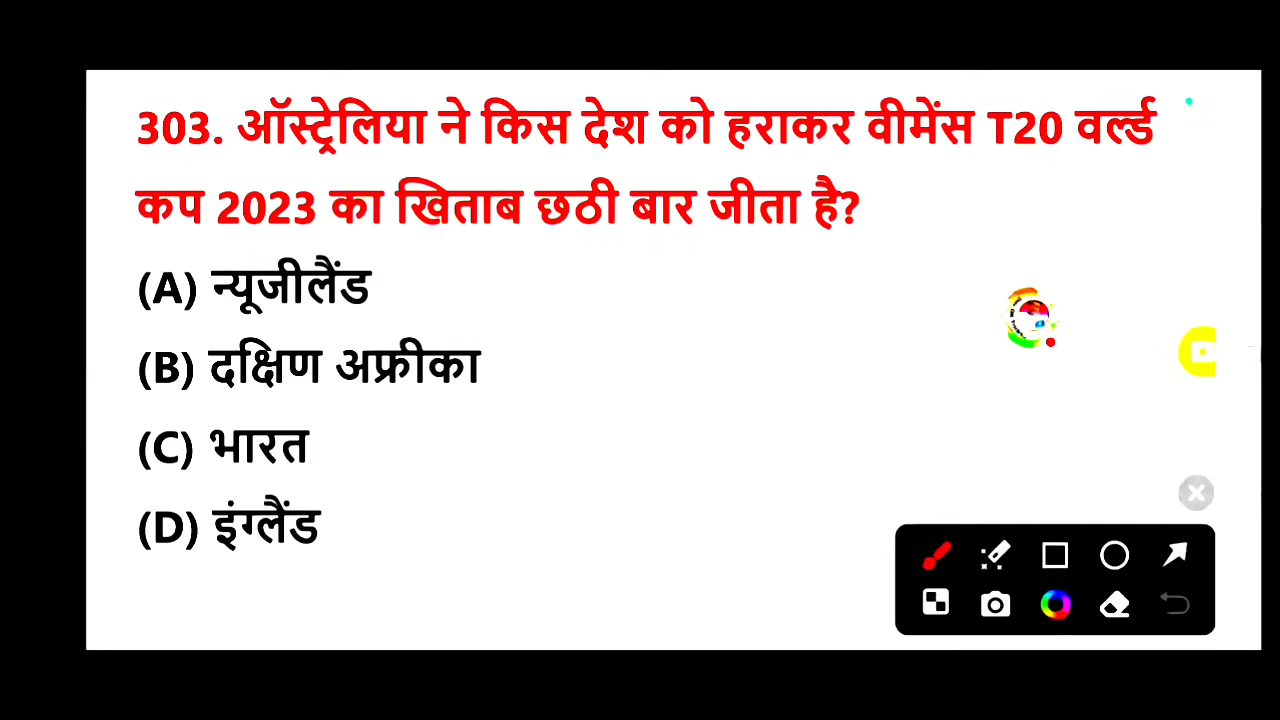 303. ऑस्ट्रेलिया ने किस देश को हराकर वीमेंस T20 वर्ल्ड
कप 2023 का खिताब छठी बार जीता है?
(A) न्यूजीलैंड
(B) दक्षिण अफ्रीका
(C) भारत
(D) इंग्लैंड